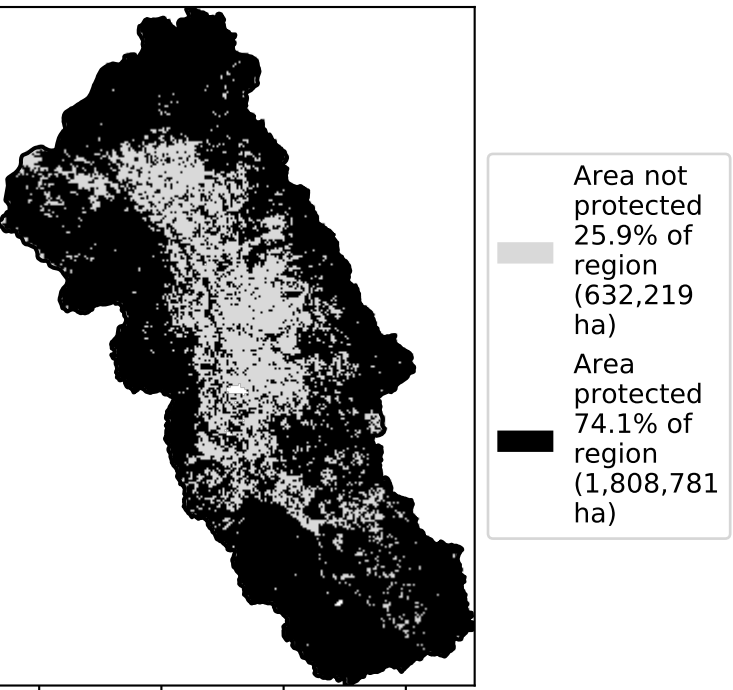 Area not
protected
25.9% of
region
(632,219
ha)
Area
protected
74.1% of
region
(1,808,781
ha)